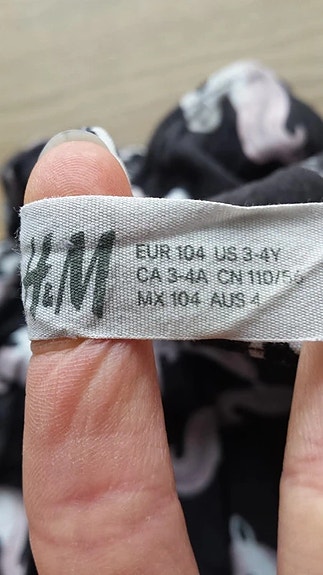 H&M
EUR 104 US 3-4Y
CA 3-4A CN 110/56
MX 104 AUS 4